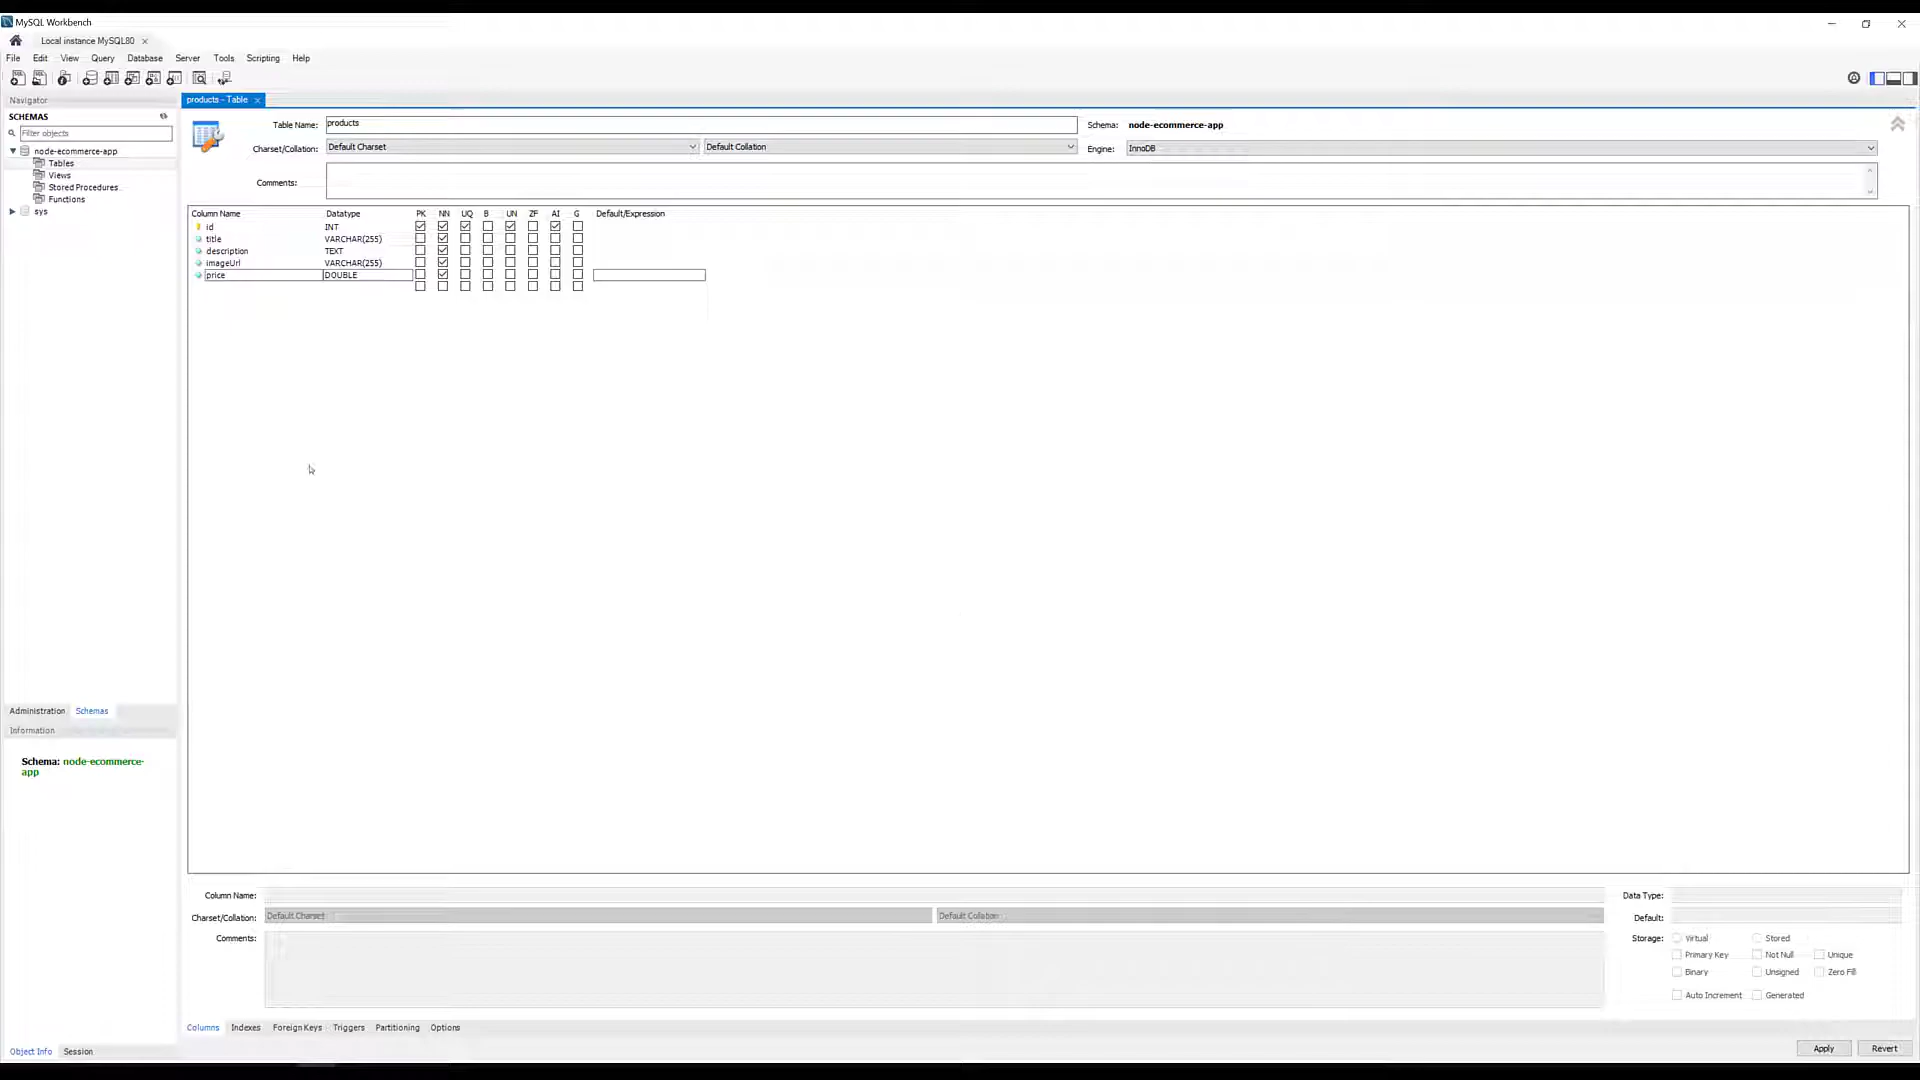 MySQL Workbench
Local instance MySQL80
File Edit View Query Database Server Tools Scripting Help
Navigator
SCHEMAS
Filter objects
node-ecommerce-app
Tables
Views
Stored Procedures
Functions
sys
Administration Schemas
Information
Schema: node-ecommerce-
app
Object Info Session
products - Table
Table Name: products Schema: node-ecommerce-app
Charset/Collation: Default Charset Default Collation Engine: InnoDB
Comments:
Column Name Datatype PK NN UQ B UN ZF AI G Default/Expression
id INT
title VARCHAR(255)
description TEXT
imageUrl VARCHAR(255)
price DOUBLE
Column Name: Data Type:
Charset/Collation: Default Charset Default Collation Default:
Comments: Storage: Virtual Stored
Primary Key Not Null Unique
Binary Unsigned Zero Fill
Auto Increment Generated
Columns Indexes Foreign Keys Triggers Partitioning Options
Apply Revert